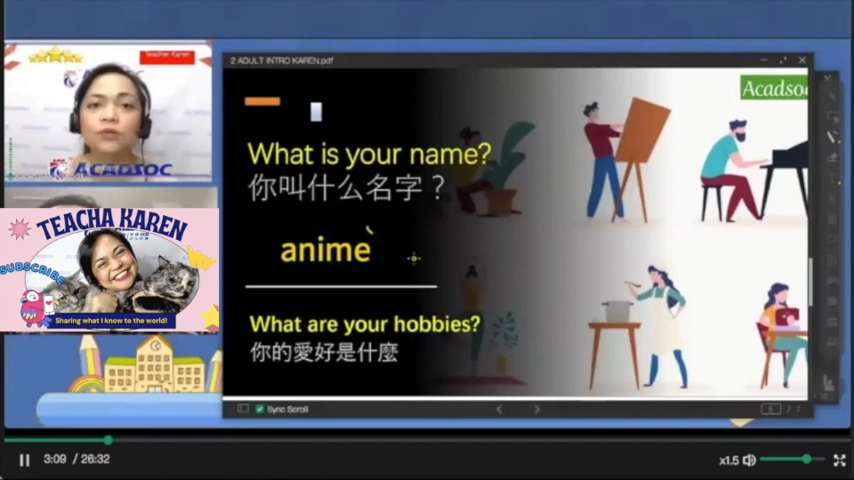 Teacher Karen
ACADSOC
TEACHA KAREN
SUBSCRIBE
Sharing what I know to the world!
2 ADULT INTRO KAREN.pdf
Acadsoc
What is your name?
你叫什么名字？
anime`
What are your hobbies?
你的愛好是什麼
Sync Scroll
3:09 / 26:32
x1.5